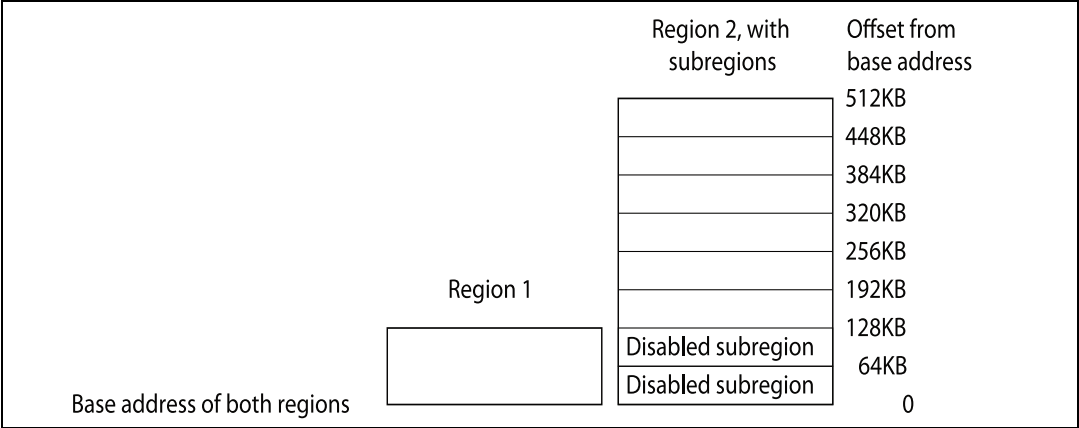 Region 2, with
subregions
Offset from
base address
512KB
448KB
384KB
320KB
256KB
Region 1
192KB
128KB
Disabled subregion
64KB
Disabled subregion
Base address of both regions
0